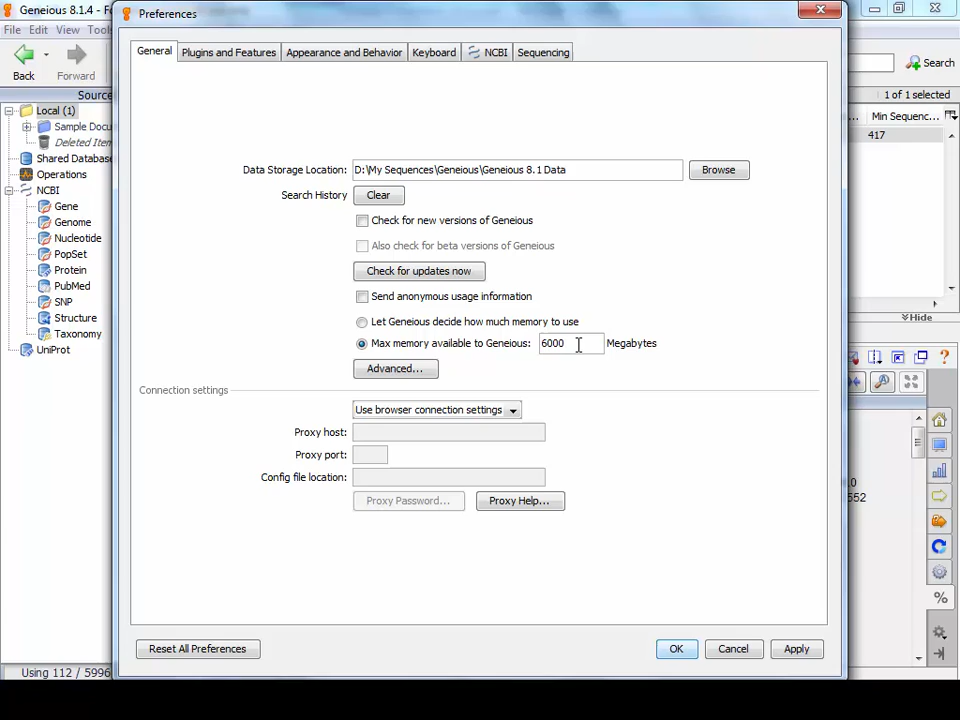 Geneious 8.1.4 - Fo
Preferences
File Edit View Tools
General Plugins and Features Appearance and Behavior Keyboard NCBI Sequencing
Back Forward
Search
Sources
1 of 1 selected
Local (1)
Sample Docu
Deleted Item
Shared Database
Operations
NCBI
Gene
Genome
Nucleotide
PopSet
Protein
PubMed
SNP
Structure
Taxonomy
UniProt
... Min Sequenc...
417
Hide
Data Storage Location: D:\My Sequences\Geneious\Geneious 8.1 Data Browse
Search History Clear
Check for new versions of Geneious
Also check for beta versions of Geneious
Check for updates now
Send anonymous usage information
Let Geneious decide how much memory to use
Max memory available to Geneious: 6000 Megabytes
Advanced...
Connection settings
Use browser connection settings
Proxy host:
Proxy port:
Config file location:
Proxy Password... Proxy Help...
.0
552
Reset All Preferences OK Cancel Apply
Using 112 / 5996